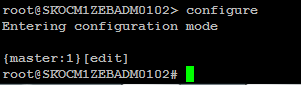 root@SKOCM1ZEBADM0102> configure
Entering configuration mode
{master:1}[edit]
root@SKOCM1ZEBADM0102#